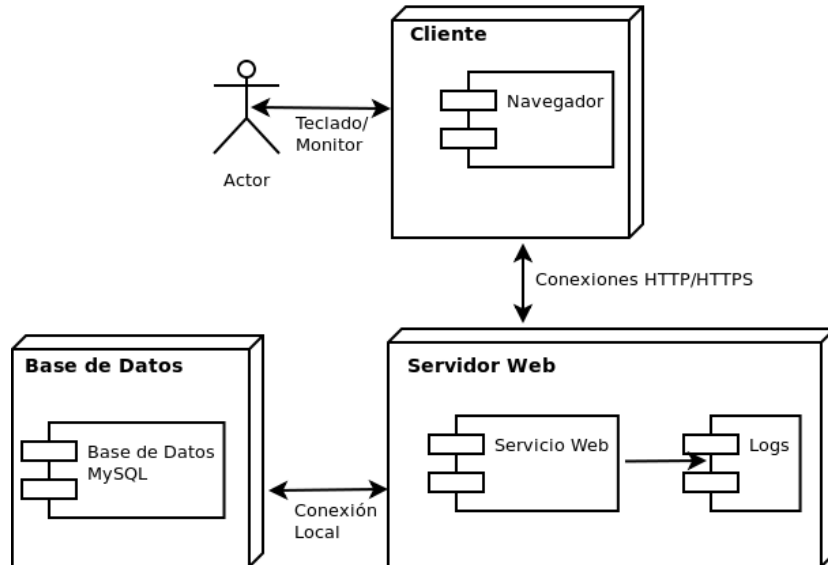 Cliente
Navegador
Teclado/
Monitor
Actor
Conexiones HTTP/HTTPS
Base de Datos
Base de Datos
MySQL
Conexión
Local
Servidor Web
Servicio Web
Logs